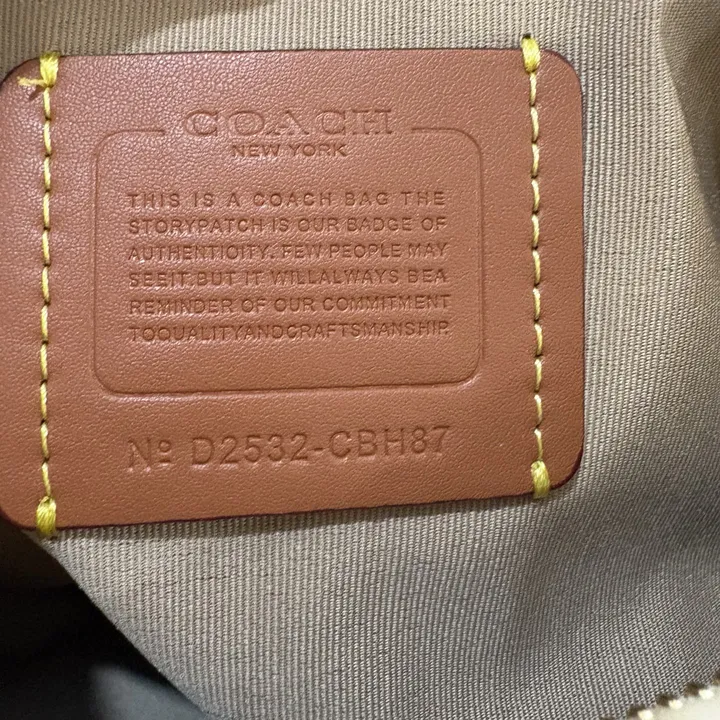 COACH
NEW YORK
THIS IS A COACH BAG THE
STORYPATCH IS OUR BADGE OF
AUTHENTIOITY. FEW PEOPLE MAY
SEEIT BUT IT WILLALWAYS BEA
REMINDER OF OUR COMMITMENT
TOQUALITYANDCRAFTSMANSHIP.
Nº D2532-CBH87